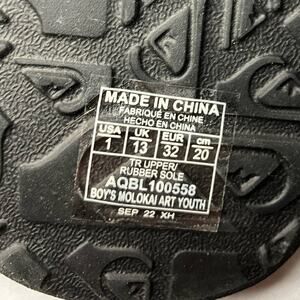 MADE IN CHINA
FABRIQUÉ EN CHINE
HECHO EN CHINA
USA UK EUR cm
1 13 32 20
TR UPPER/
RUBBER SOLE
AQBL100558
BOY'S MOLOKAI ART YOUTH
SEP 22 XH